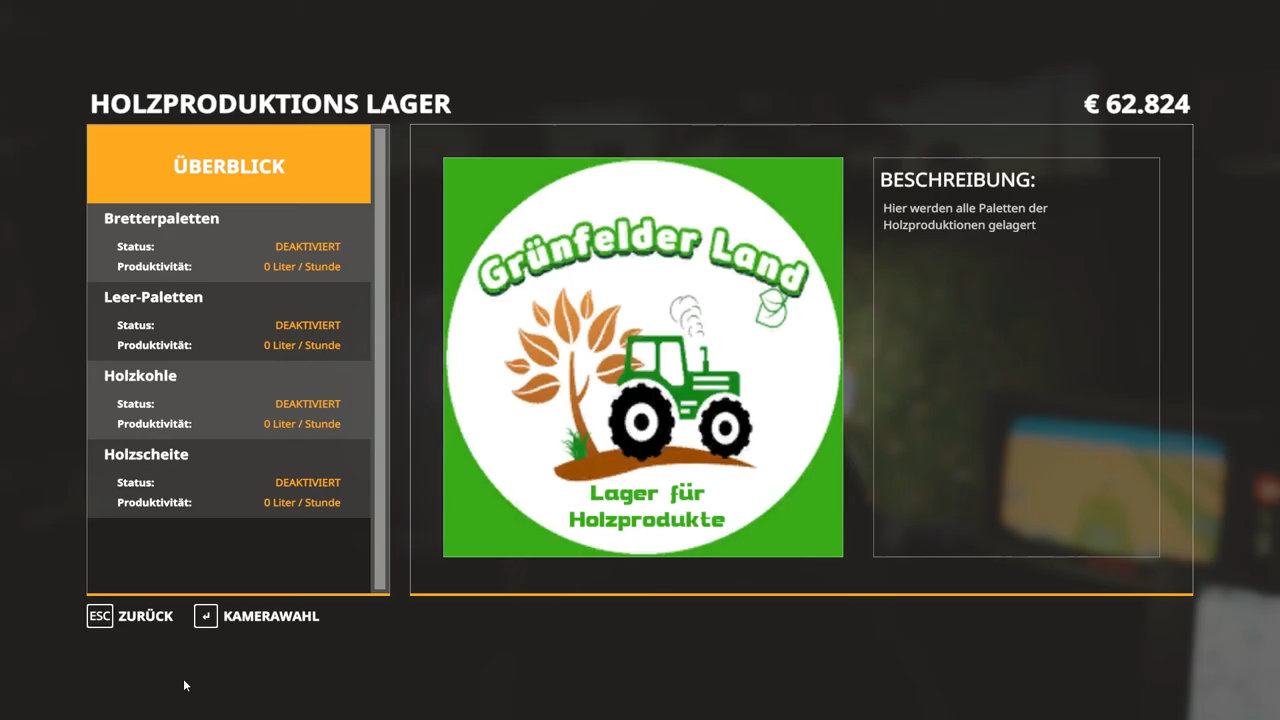 HOLZPRODUKTIONS LAGER
€ 62.824
ÜBERBLICK
Bretterpaletten
Status: DEAKTIVIERT
Produktivität: 0 Liter / Stunde
Leer-Paletten
Status: DEAKTIVIERT
Produktivität: 0 Liter / Stunde
Holzkohle
Status: DEAKTIVIERT
Produktivität: 0 Liter / Stunde
Holzscheite
Status: DEAKTIVIERT
Produktivität: 0 Liter / Stunde
Grünfelder Land
Lager für
Holzprodukte
BESCHREIBUNG:
Hier werden alle Paletten der
Holzproduktionen gelagert
ESC ZURÜCK ↵ KAMERAWAHL